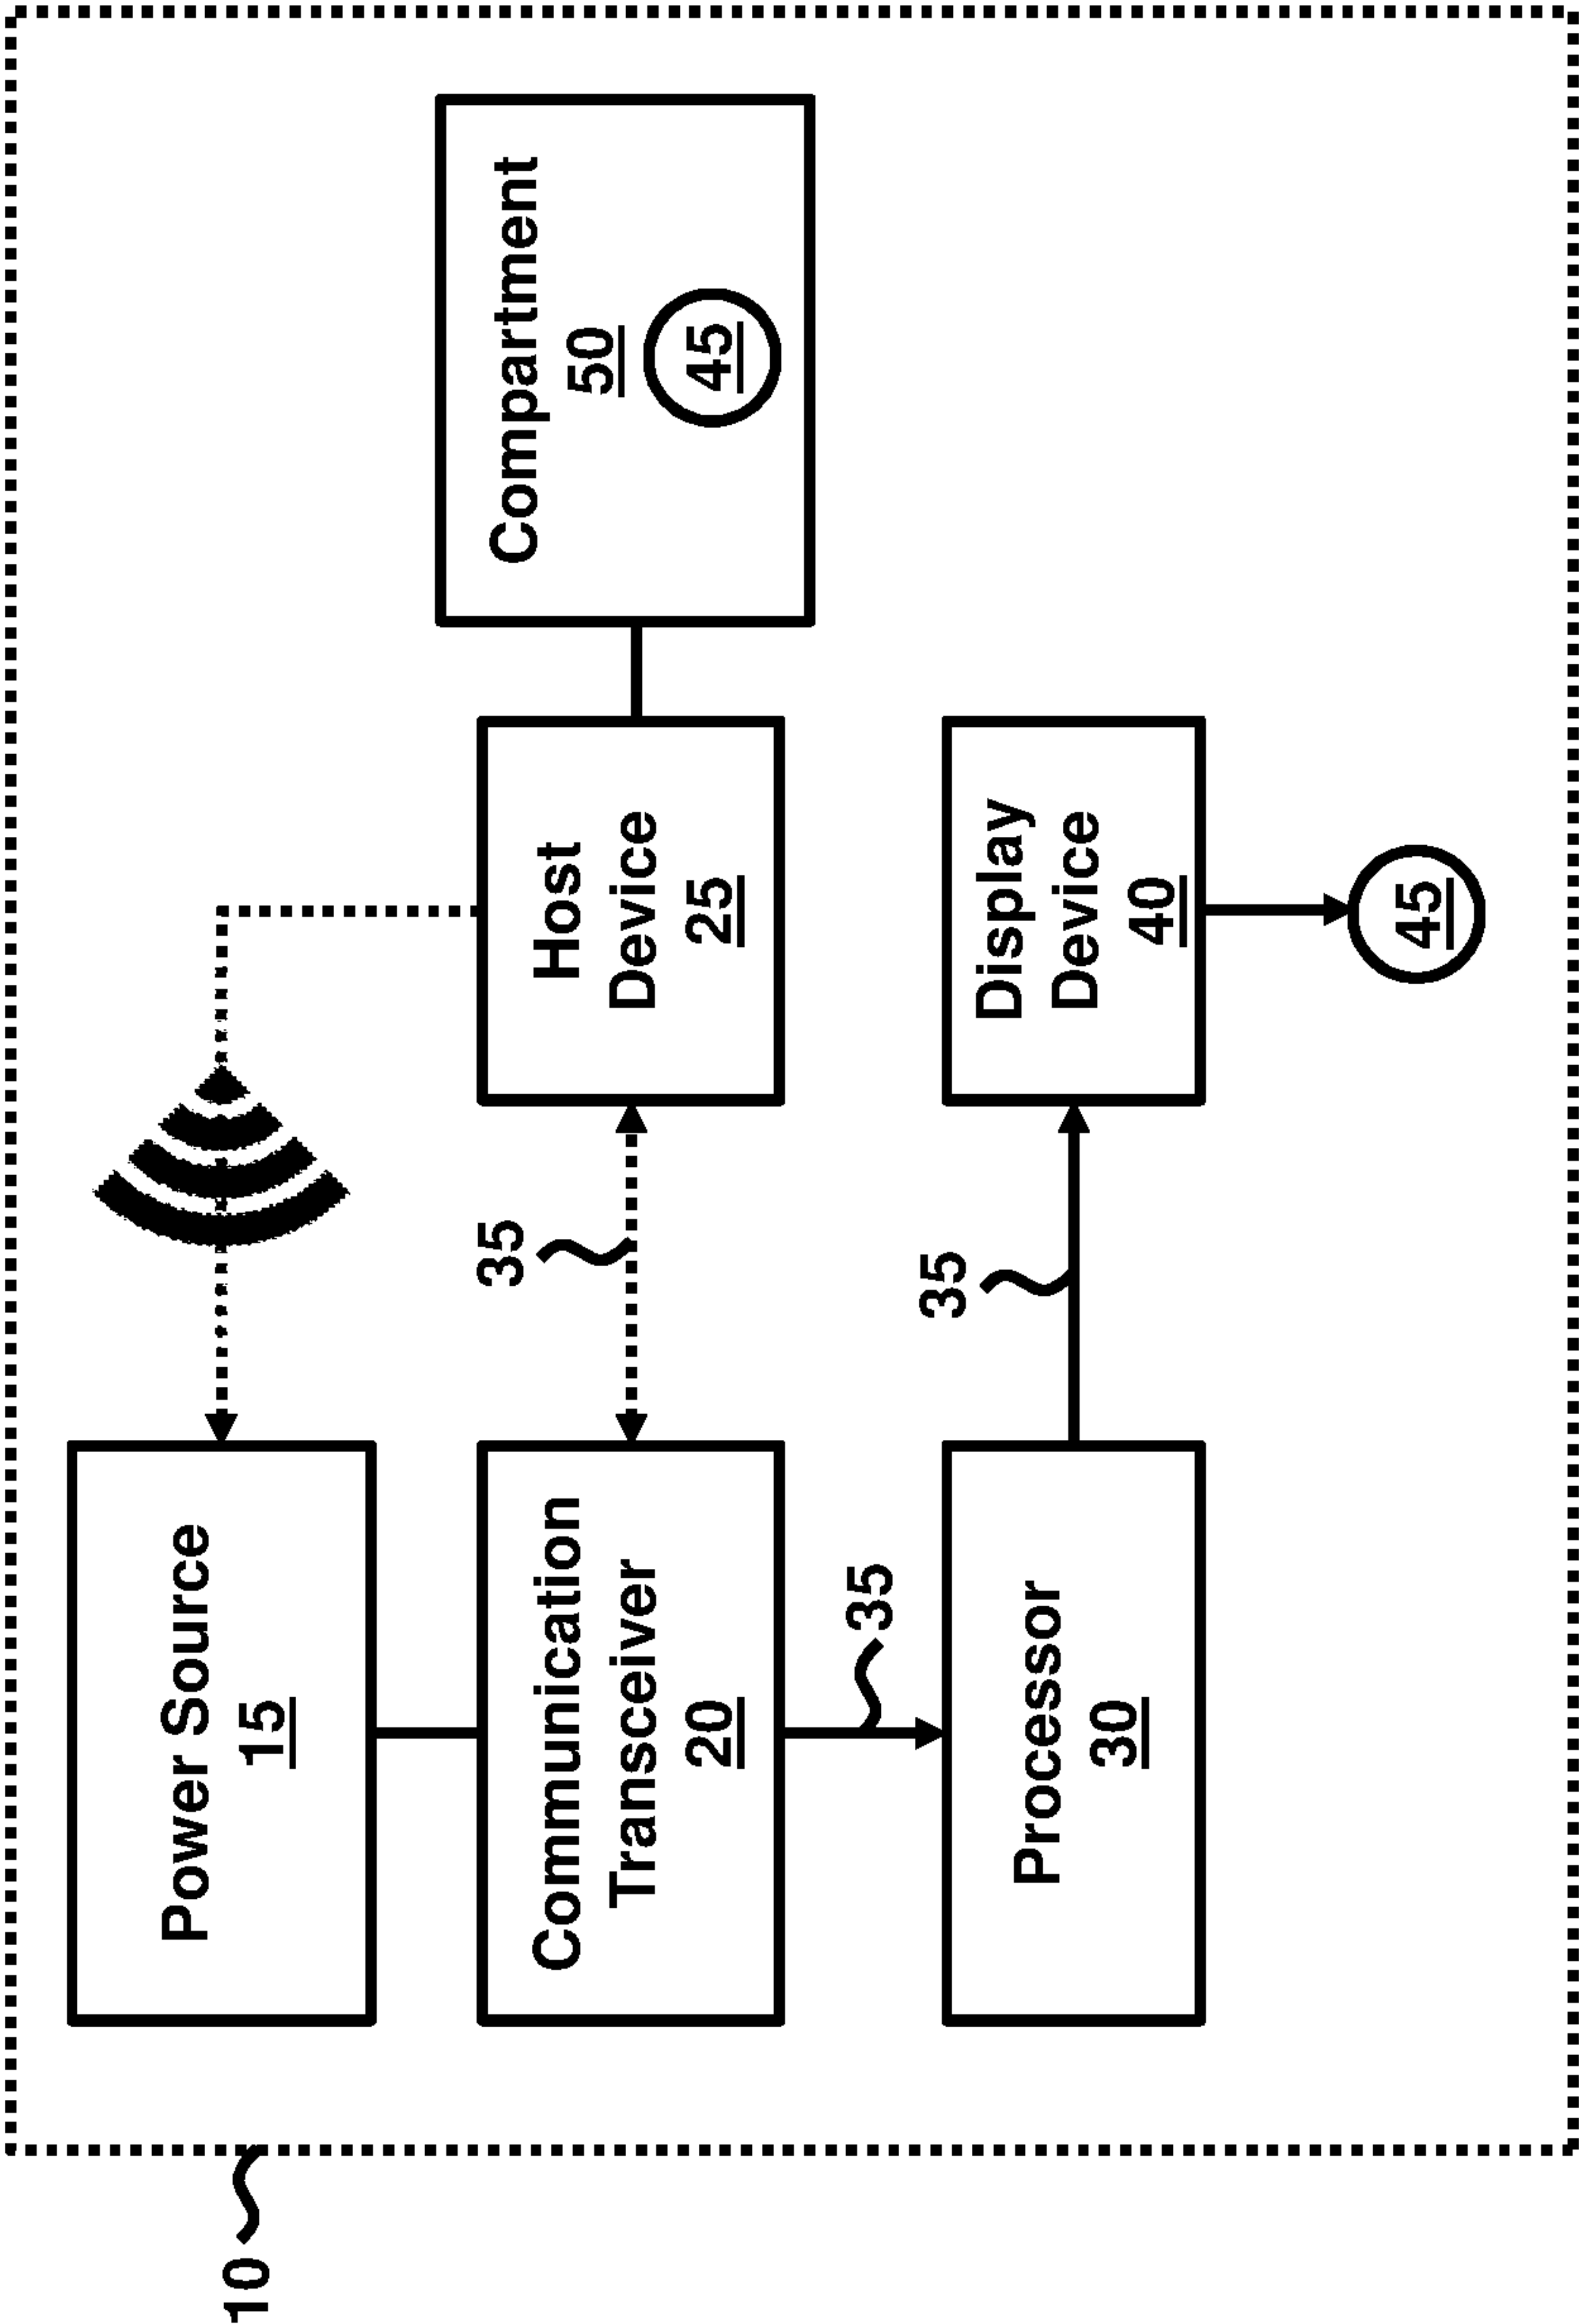 10
Power Source
15
Communication
Transceiver
20
35
Processor
30
35
Host
Device
25
35
Display
Device
40
45
Compartment
50
45